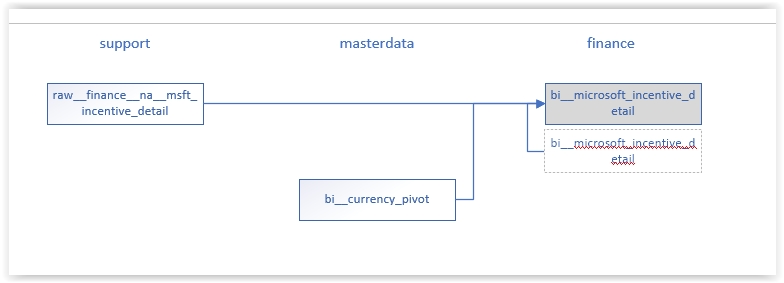 support
masterdata
finance
raw__finance__na__msft_
incentive_detail
bi__microsoft_incentive_d
etail
bi__microsoft_incentive_d
etail
bi__currency_pivot